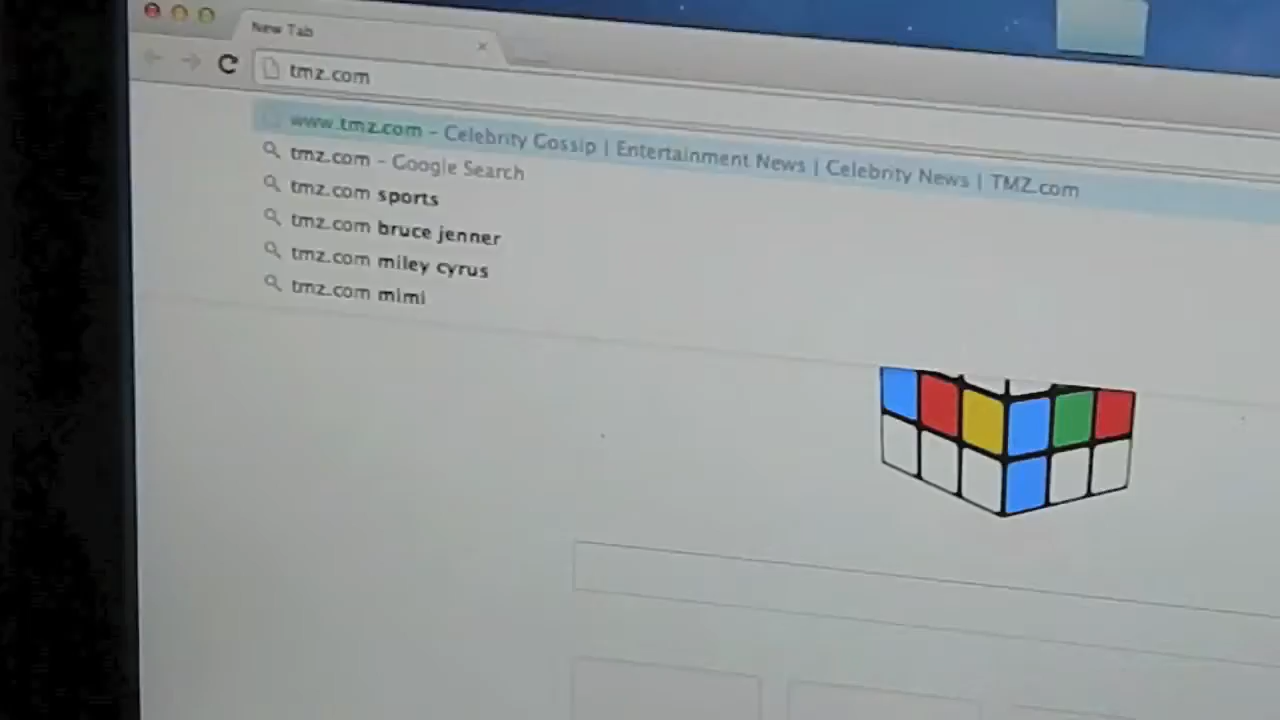 New Tab
tmz.com
www.tmz.com - Celebrity Gossip | Entertainment News | Celebrity News | TMZ.com
tmz.com - Google Search
tmz.com sports
tmz.com bruce jenner
tmz.com miley cyrus
tmz.com mimi